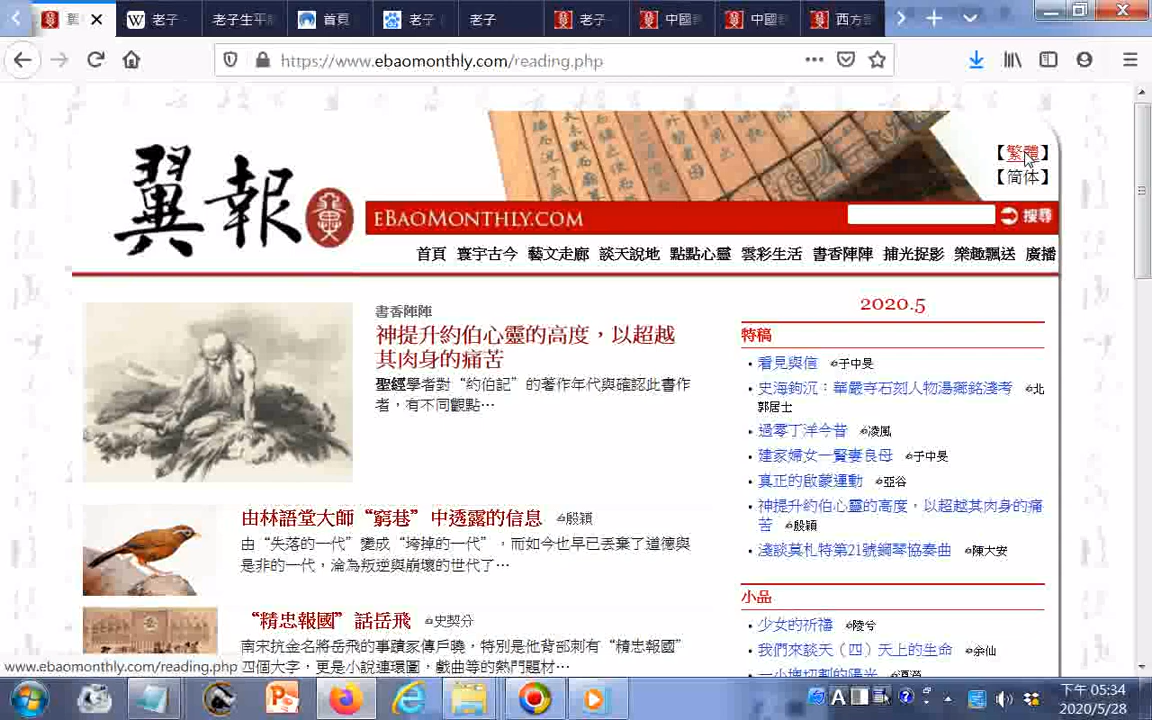 老子
老子生平
首頁
老子
老子
老子
中國
中國
西方
https://www.ebaomonthly.com/reading.php
翼報
EBAOMONTHLY.COM
【繁體】
【简体】
搜尋
首頁 寰宇古今 藝文走廊 談天說地 點點心靈 雲彩生活 書香陣陣 捕光捉影 樂趣飄送 廣播
書香陣陣
神提升約伯心靈的高度，以超越
其肉身的痛苦
聖經學者對“約伯記”的著作年代與確認此書作
者，有不同觀點…
由林語堂大師“窮巷”中透露的信息 殷穎
由“失落的一代”變成“垮掉的一代”，而如今也早已丟棄了道德與
是非的一代，淪為叛逆與崩壞的世代了…
“精忠報國”話岳飛 史契分
南宋抗金名將岳飛的事蹟家傳戶曉，特別是他背部刺有“精忠報國”
四個大字，更是小說連環圖，戲曲等的熱門題材…
2020.5
特稿
看見與信 于中旻
史海鉤沉：華嚴寺石刻人物湯鄉銘淺考 北
郭居士
過零丁洋今昔 凌風
建家婦女一賢妻良母 于中旻
真正的啟蒙運動 亞谷
神提升約伯心靈的高度，以超越其肉身的痛
苦 殷穎
淺談莫札特第21號鋼琴協奏曲 陳大安
小品
少女的祈禱 陵兮
我們來談天（四）天上的生命 余仙
www.ebaomonthly.com/reading.php
下午 05:34
2020/5/28